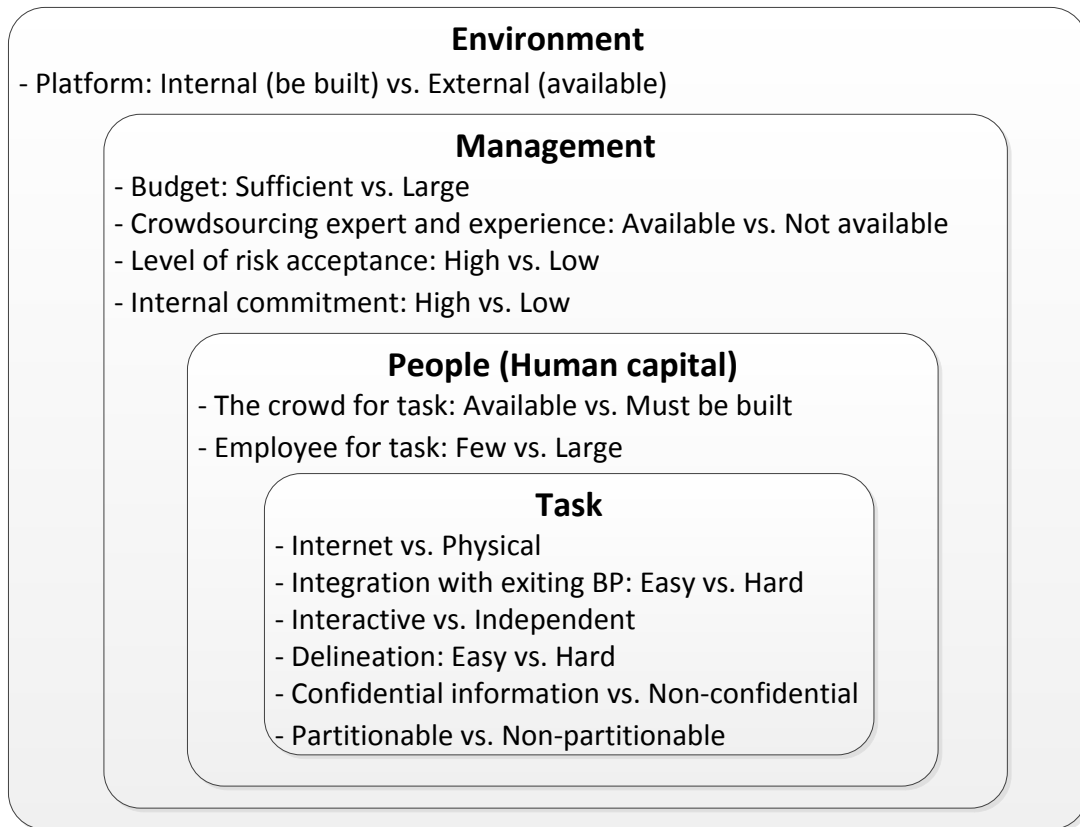 Environment
- Platform: Internal (be built) vs. External (available)
Management
- Budget: Sufficient vs. Large
- Crowdsourcing expert and experience: Available vs. Not available
- Level of risk acceptance: High vs. Low
- Internal commitment: High vs. Low
People (Human capital)
- The crowd for task: Available vs. Must be built
- Employee for task: Few vs. Large
Task
- Internet vs. Physical
- Integration with exiting BP: Easy vs. Hard
- Interactive vs. Independent
- Delineation: Easy vs. Hard
- Confidential information vs. Non-confidential
- Partitionable vs. Non-partitionable